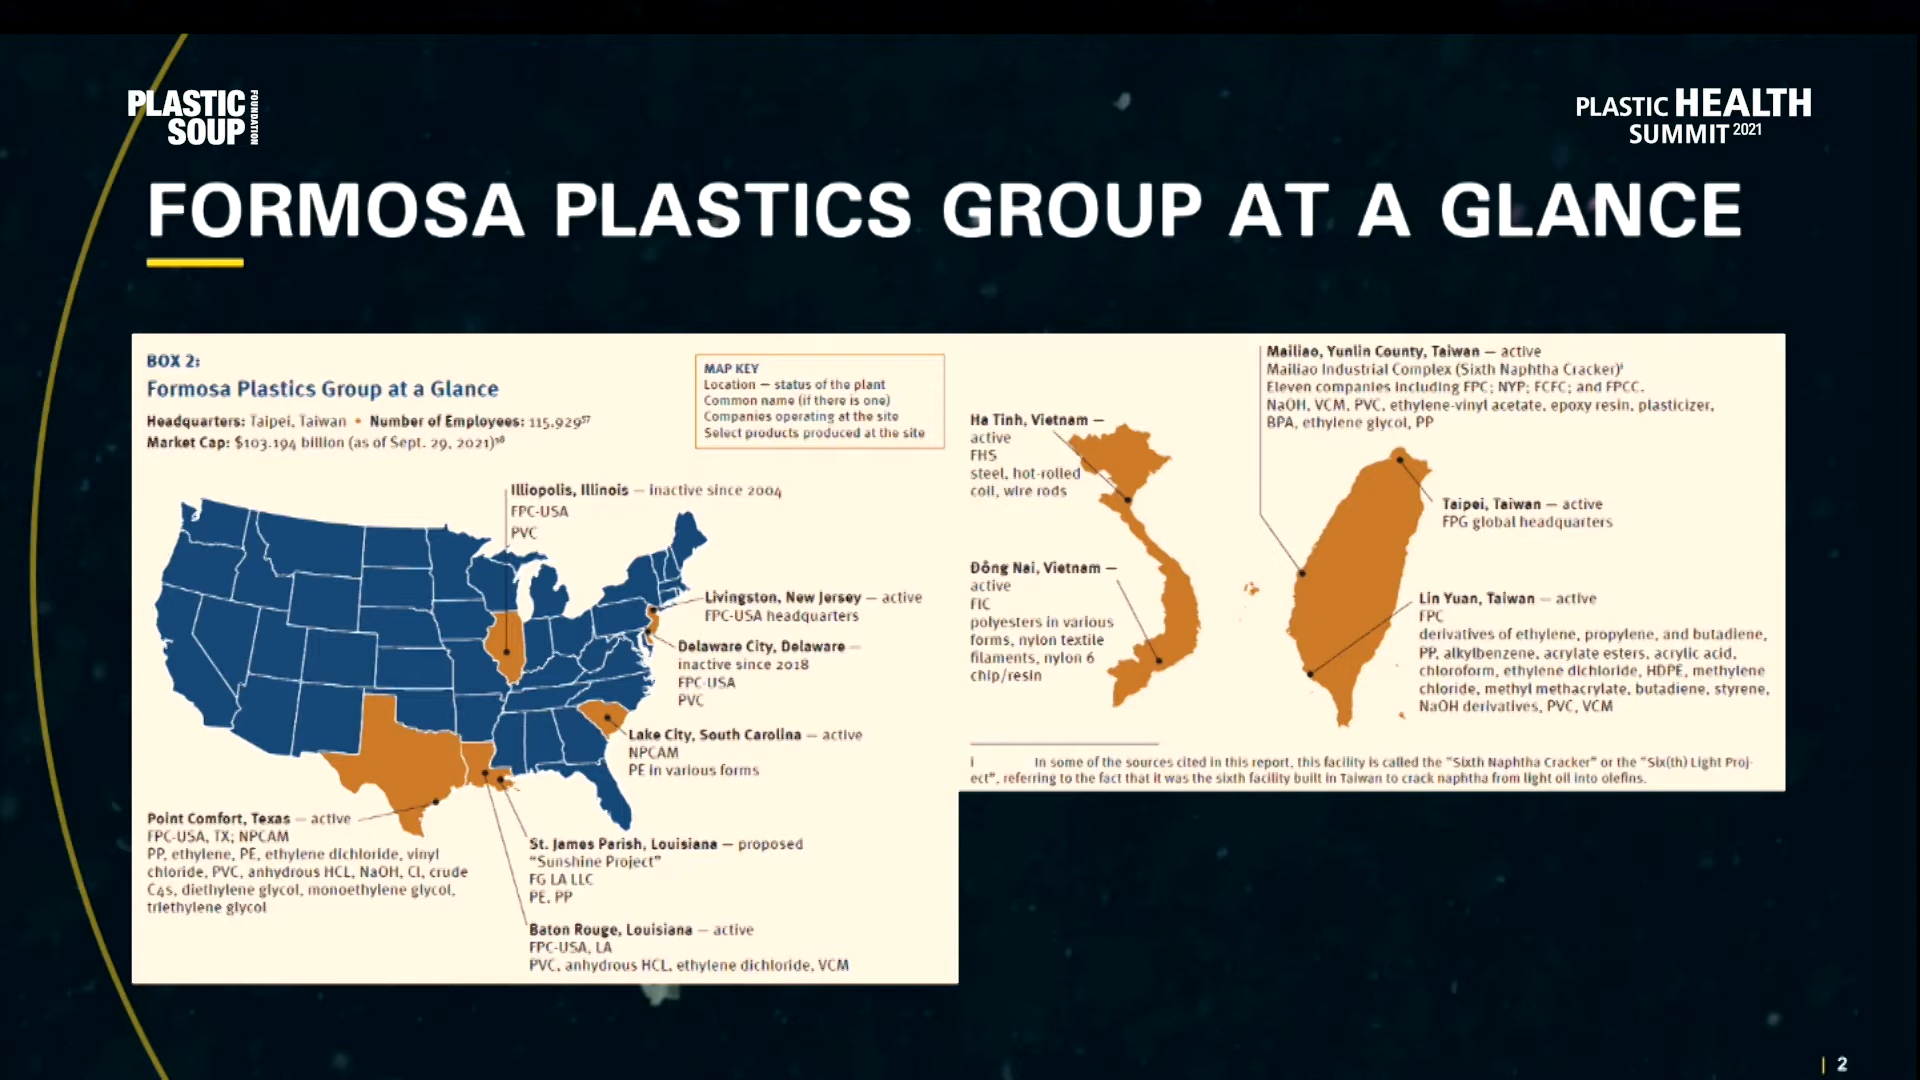 PLASTIC
SOUP
FOUNDATION
PLASTIC HEALTH
SUMMIT 2021
FORMOSA PLASTICS GROUP AT A GLANCE
BOX 2:
Formosa Plastics Group at a Glance
Headquarters: Taipei, Taiwan • Number of Employees: 115,929⁵⁷
Market Cap: $103.194 billion (as of Sept. 29, 2021)⁵⁸
MAP KEY
Location — status of the plant
Common name (if there is one)
Companies operating at the site
Select products produced at the site
Illiopolis, Illinois — inactive since 2004
FPC-USA
PVC
Livingston, New Jersey — active
FPC-USA headquarters
Delaware City, Delaware —
inactive since 2018
FPC-USA
PVC
Lake City, South Carolina — active
NPCAM
PE in various forms
Point Comfort, Texas — active
FPC-USA, TX; NPCAM
PP, ethylene, PE, ethylene dichloride, vinyl
chloride, PVC, anhydrous HCL, NaOH, Cl, crude
C4s, diethylene glycol, monoethylene glycol,
triethylene glycol
St. James Parish, Louisiana — proposed
"Sunshine Project"
FG LA LLC
PE, PP
Baton Rouge, Louisiana — active
FPC-USA, LA
PVC, anhydrous HCL, ethylene dichloride, VCM
Ha Tinh, Vietnam —
active
FHS
steel, hot-rolled
coil, wire rods
Đông Nai, Vietnam —
active
FIC
polyesters in various
forms, nylon textile
filaments, nylon 6
chip/resin
Mailiao, Yunlin County, Taiwan — active
Mailiao Industrial Complex (Sixth Naphtha Cracker)ⁱ
Eleven companies including FPC; NYP; FCFC; and FPCC.
NaOH, VCM, PVC, ethylene-vinyl acetate, epoxy resin, plasticizer,
BPA, ethylene glycol, PP
Taipei, Taiwan — active
FPG global headquarters
Lin Yuan, Taiwan — active
FPC
derivatives of ethylene, propylene, and butadiene,
PP, alkylbenzene, acrylate esters, acrylic acid,
chloroform, ethylene dichloride, HDPE, methylene
chloride, methyl methacrylate, butadiene, styrene,
NaOH derivatives, PVC, VCM
i In some of the sources cited in this report, this facility is called the "Sixth Naphtha Cracker" or the "Six(th) Light Proj-
ect", referring to the fact that it was the sixth facility built in Taiwan to crack naphtha from light oil into olefins.
| 2